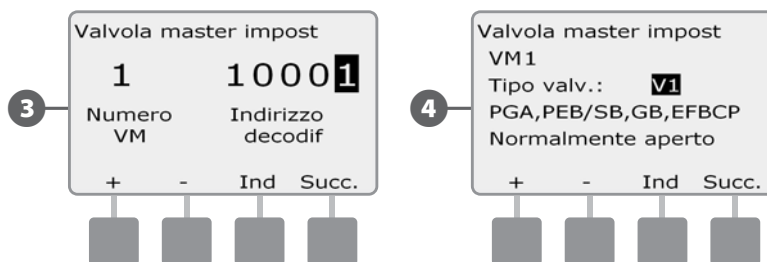 3
Valvola master impost
1 10001
Numero Indirizzo
VM decodif
+ - Ind Succ.
4
Valvola master impost
VM1
Tipo valv.: V1
PGA,PEB/SB,GB,EFBCP
Normalmente aperto
+ - Ind Succ.